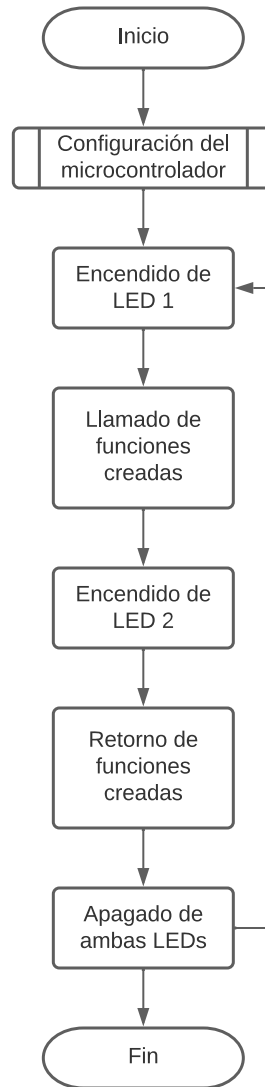 Inicio
Configuración del
microcontrolador
Encendido de
LED 1
Llamado de
funciones
creadas
Encendido de
LED 2
Retorno de
funciones
creadas
Apagado de
ambas LEDs
Fin